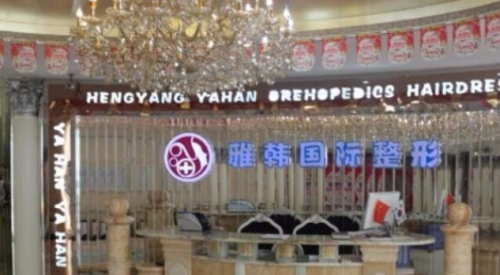 HENGYANG YAHAN OREHOPEDICS HAIRDRES
YA HAN YA HAN
雅韩国际整形